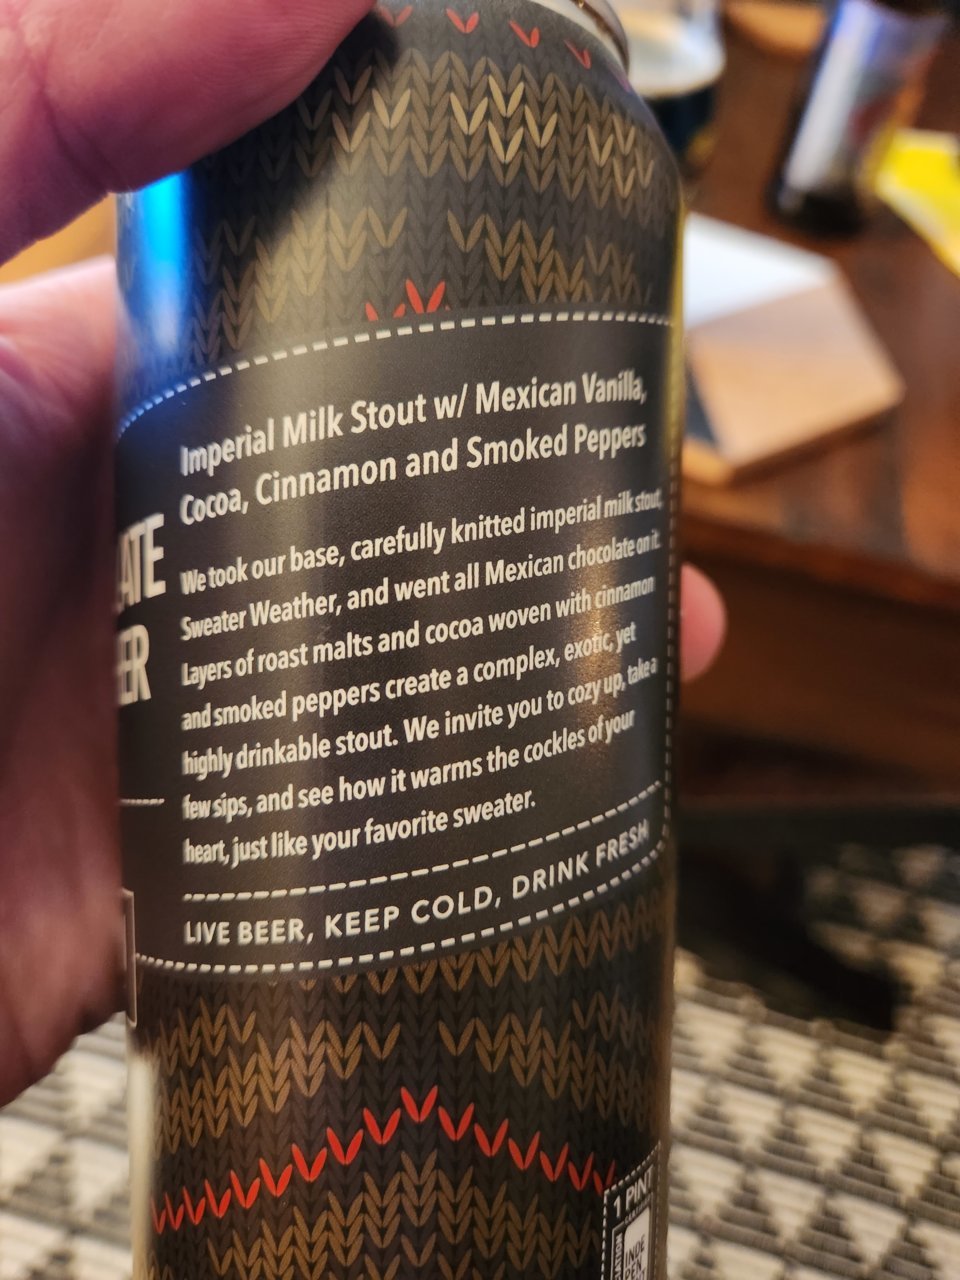 Imperial Milk Stout w/ Mexican Vanilla,
Cocoa, Cinnamon and Smoked Peppers
We took our base, carefully knitted imperial milk stout,
Sweater Weather, and went all Mexican chocolate on it.
Layers of roast malts and cocoa woven with cinnamon
and smoked peppers create a complex, exotic, yet
highly drinkable stout. We invite you to cozy up, take a
few sips, and see how it warms the cockles of your
heart, just like your favorite sweater.
LIVE BEER, KEEP COLD, DRINK FRESH
ATE
ER
1 PINT
INDE
PEN